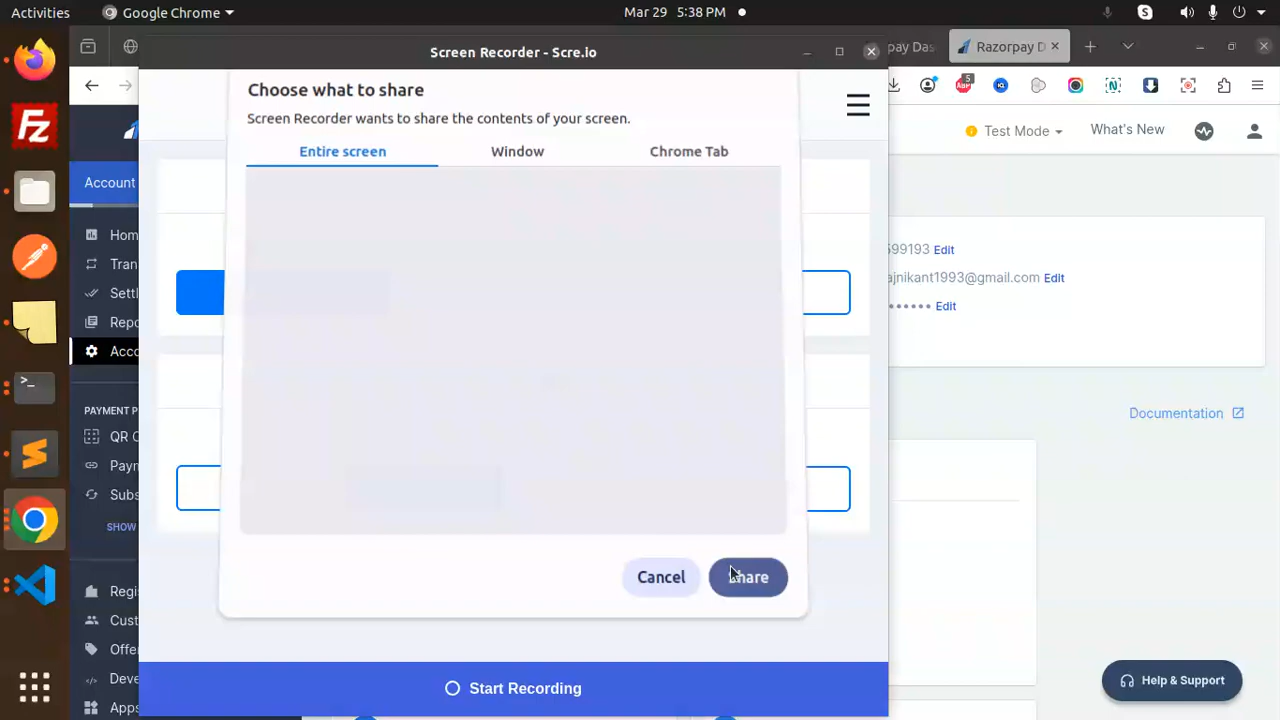 Activities
Google Chrome
Mar 29 5:38 PM
Screen Recorder - Scre.io
pay Das
Razorpay D
Choose what to share
Screen Recorder wants to share the contents of your screen.
Entire screen
Window
Chrome Tab
Test Mode
What's New
Account
Hom
Tran
Settl
Repo
Acco
599193 Edit
ajnikant1993@gmail.com Edit
•••••• Edit
PAYMENT P
QR C
Paym
Subs
SHOW
Documentation
Cancel
Share
Regi
Cust
Offer
Deve
Apps
Start Recording
Help & Support
ABP
5